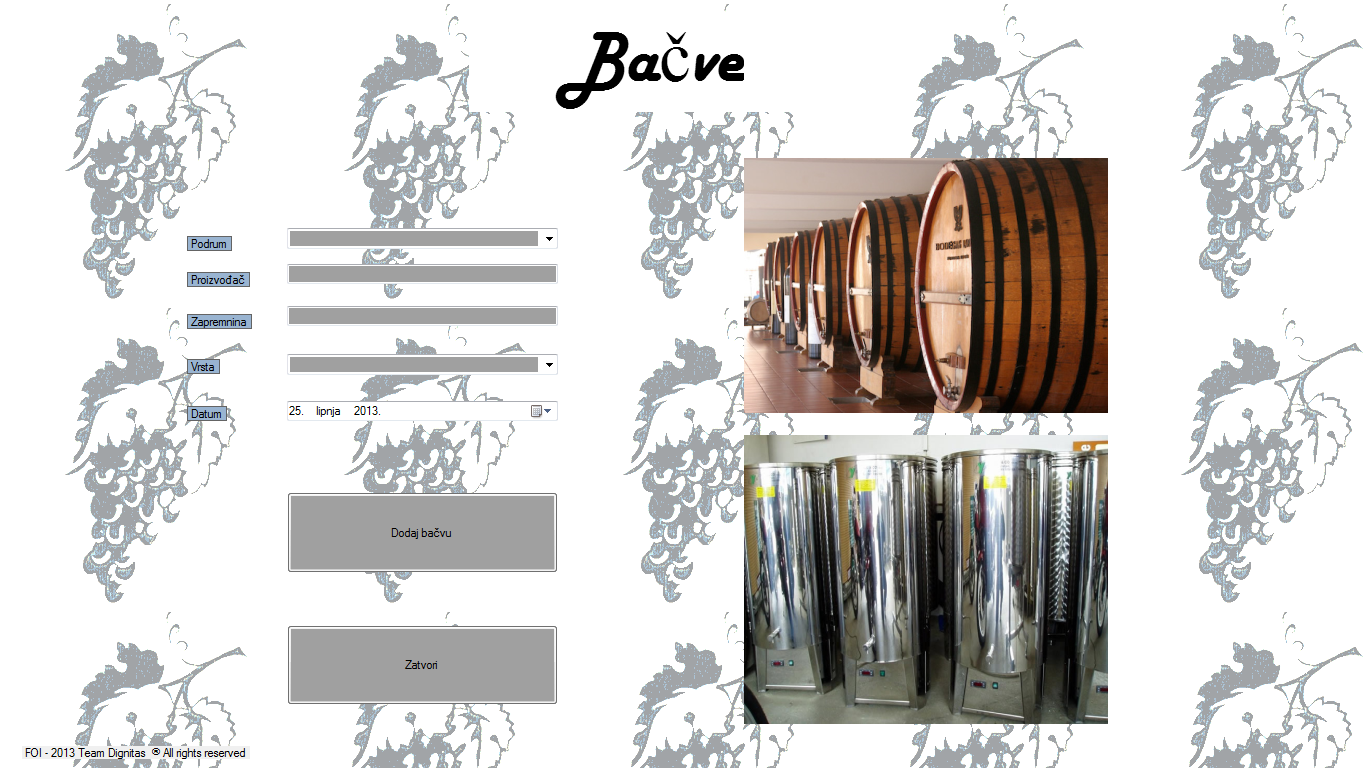 Bačve
Podrum
Proizvođač
Zapremnina
Vrsta
Datum
25. lipnja 2013.
Dodaj bačvu
Zatvori
FOI - 2013 Team Dignitas ® All rights reserved